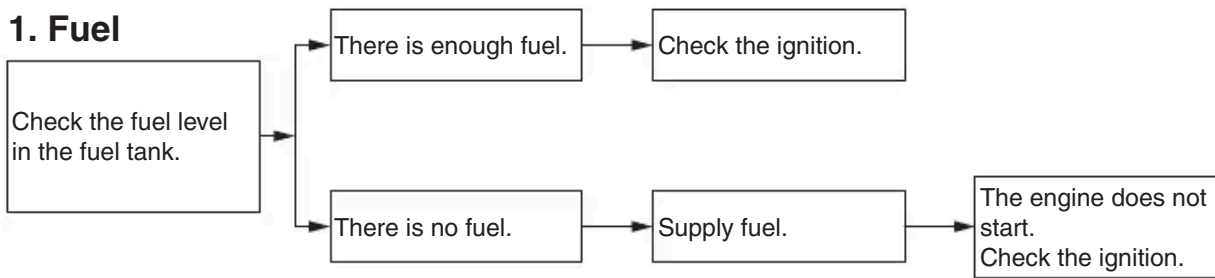 1. Fuel
Check the fuel level
in the fuel tank.
There is enough fuel.
Check the ignition.
There is no fuel.
Supply fuel.
The engine does not
start.
Check the ignition.